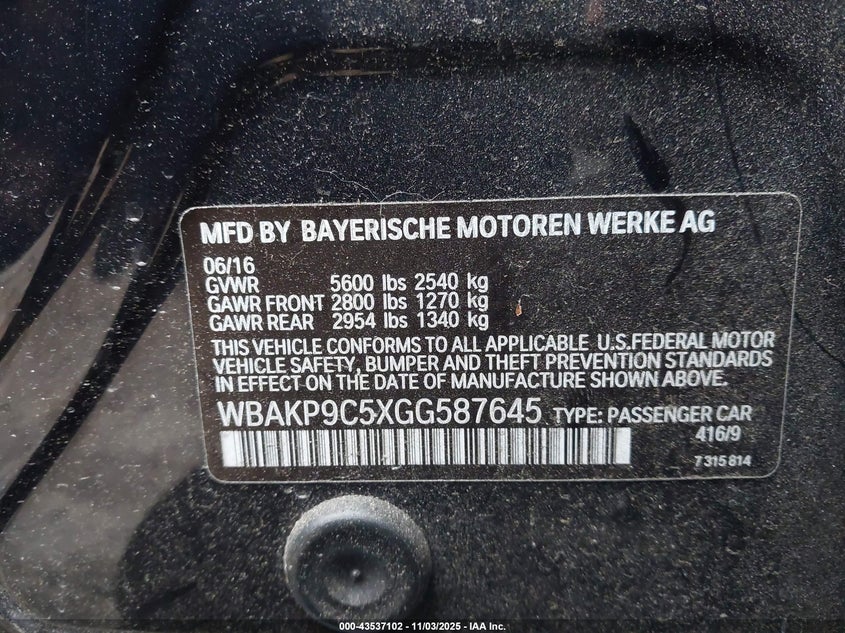 MFD BY BAYERISCHE MOTOREN WERKE AG
06/16
GVWR 5600 lbs 2540 kg
GAWR FRONT 2800 lbs 1270 kg
GAWR REAR 2954 lbs 1340 kg
THIS VEHICLE CONFORMS TO ALL APPLICABLE U.S.FEDERAL MOTOR
VEHICLE SAFETY, BUMPER AND THEFT PREVENTION STANDARDS
IN EFFECT ON THE DATE OF MANUFACTURE SHOWN ABOVE.
WBAKP9C5XGG587645 TYPE: PASSENGER CAR
416/9
7315814
000-43537102 - 11/03/2025 - IAA Inc.